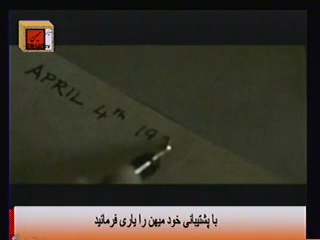 APRIL 4th 19
با پشتیبانی خود میهن را یاری فرمائید